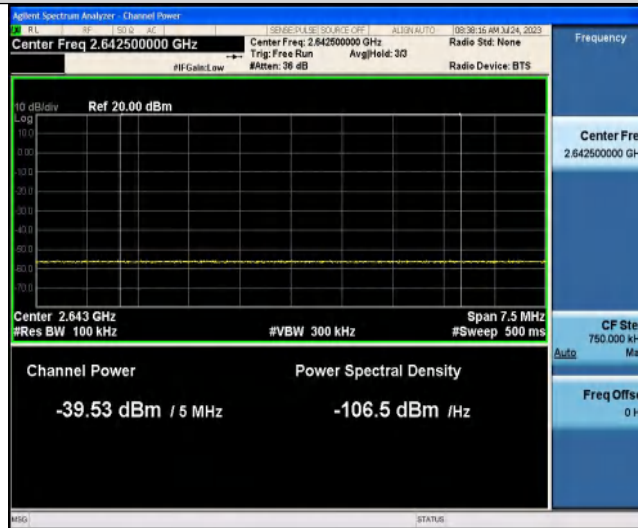 Agilent Spectrum Analyzer - Channel Power
RL RF 50 Ω AC SENSE:PULSE SOURCE OFF ALIGN AUTO 08:38:16 AM Jul 24, 2023
Center Freq 2.642500000 GHz
Center Freq: 2.642500000 GHz Radio Std: None
Trig: Free Run Avg|Hold: 3/3
#IFGain:Low #Atten: 36 dB Radio Device: BTS
10 dB/div Ref 20.00 dBm
Log
10.0
0.00
-10.0
-20.0
-30.0
-40.0
-50.0
-60.0
-70.0
Center 2.643 GHz Span 7.5 MHz
#Res BW 100 kHz #VBW 300 kHz #Sweep 500 ms
Channel Power Power Spectral Density
-39.53 dBm / 5 MHz -106.5 dBm /Hz
Frequency
Center Fre
2.642500000 GH
CF Ste
750.000 kH
Auto Ma
Freq Offse
0 H
MSG STATUS